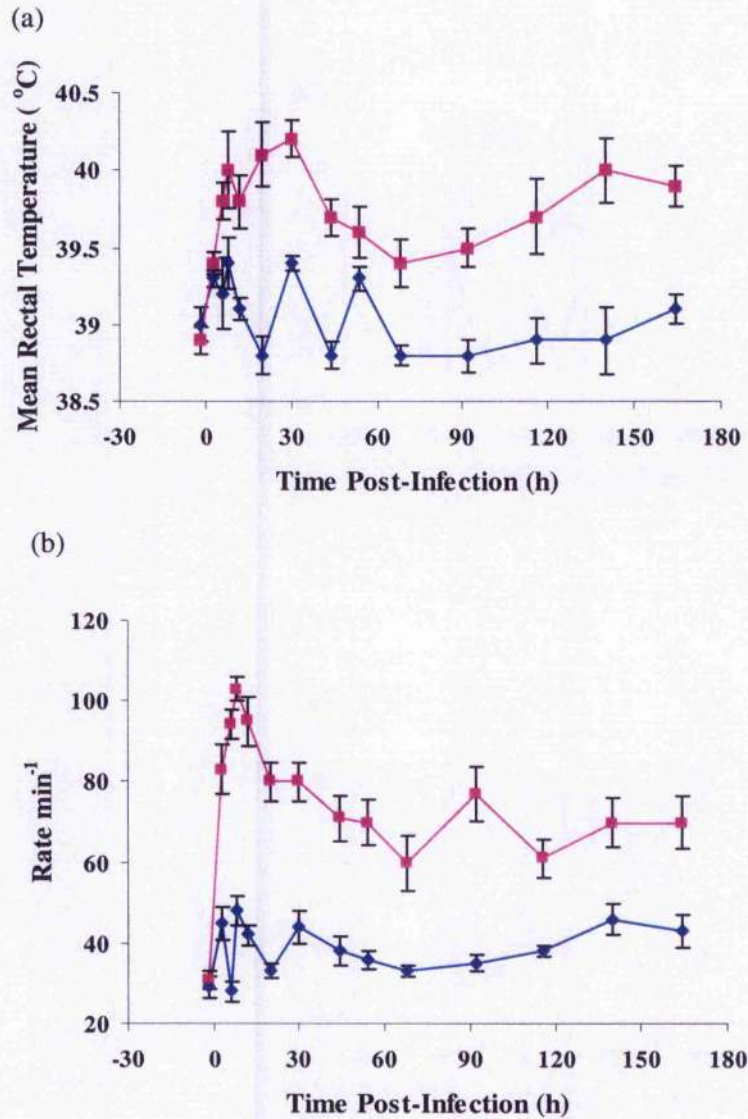 (a)
Mean Rectal Temperature ( °C)
40.5
40
39.5
39
38.5
-30 0 30 60 90 120 150 180
Time Post-Infection (h)
(b)
Rate min⁻¹
120
100
80
60
40
20
-30 0 30 60 90 120 150 180
Time Post-Infection (h)